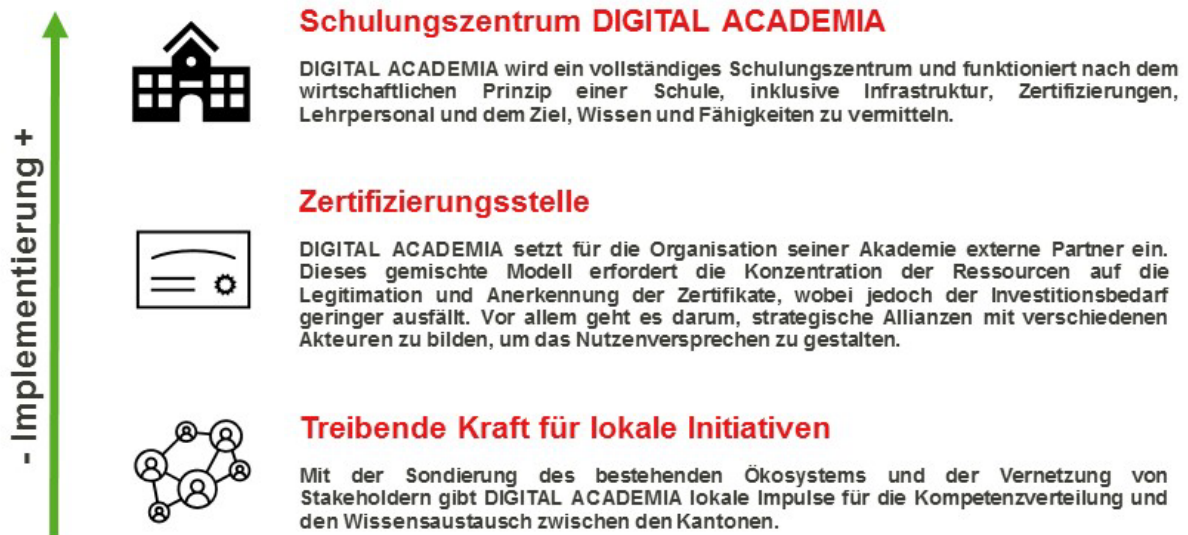 Schulungszentrum DIGITAL ACADEMIA
DIGITAL ACADEMIA wird ein vollständiges Schulungszentrum und funktioniert nach dem
wirtschaftlichen Prinzip einer Schule, inklusive Infrastruktur, Zertifizierungen,
Lehrpersonal und dem Ziel, Wissen und Fähigkeiten zu vermitteln.
- Implementierung +
Zertifizierungsstelle
DIGITAL ACADEMIA setzt für die Organisation seiner Akademie externe Partner ein.
Dieses gemischte Modell erfordert die Konzentration der Ressourcen auf die
Legitimation und Anerkennung der Zertifikate, wobei jedoch der Investitionsbedarf
geringer ausfällt. Vor allem geht es darum, strategische Allianzen mit verschiedenen
Akteuren zu bilden, um das Nutzenversprechen zu gestalten.
Treibende Kraft für lokale Initiativen
Mit der Sondierung des bestehenden Ökosystems und der Vernetzung von
Stakeholdern gibt DIGITAL ACADEMIA lokale Impulse für die Kompetenzverteilung und
den Wissensaustausch zwischen den Kantonen.